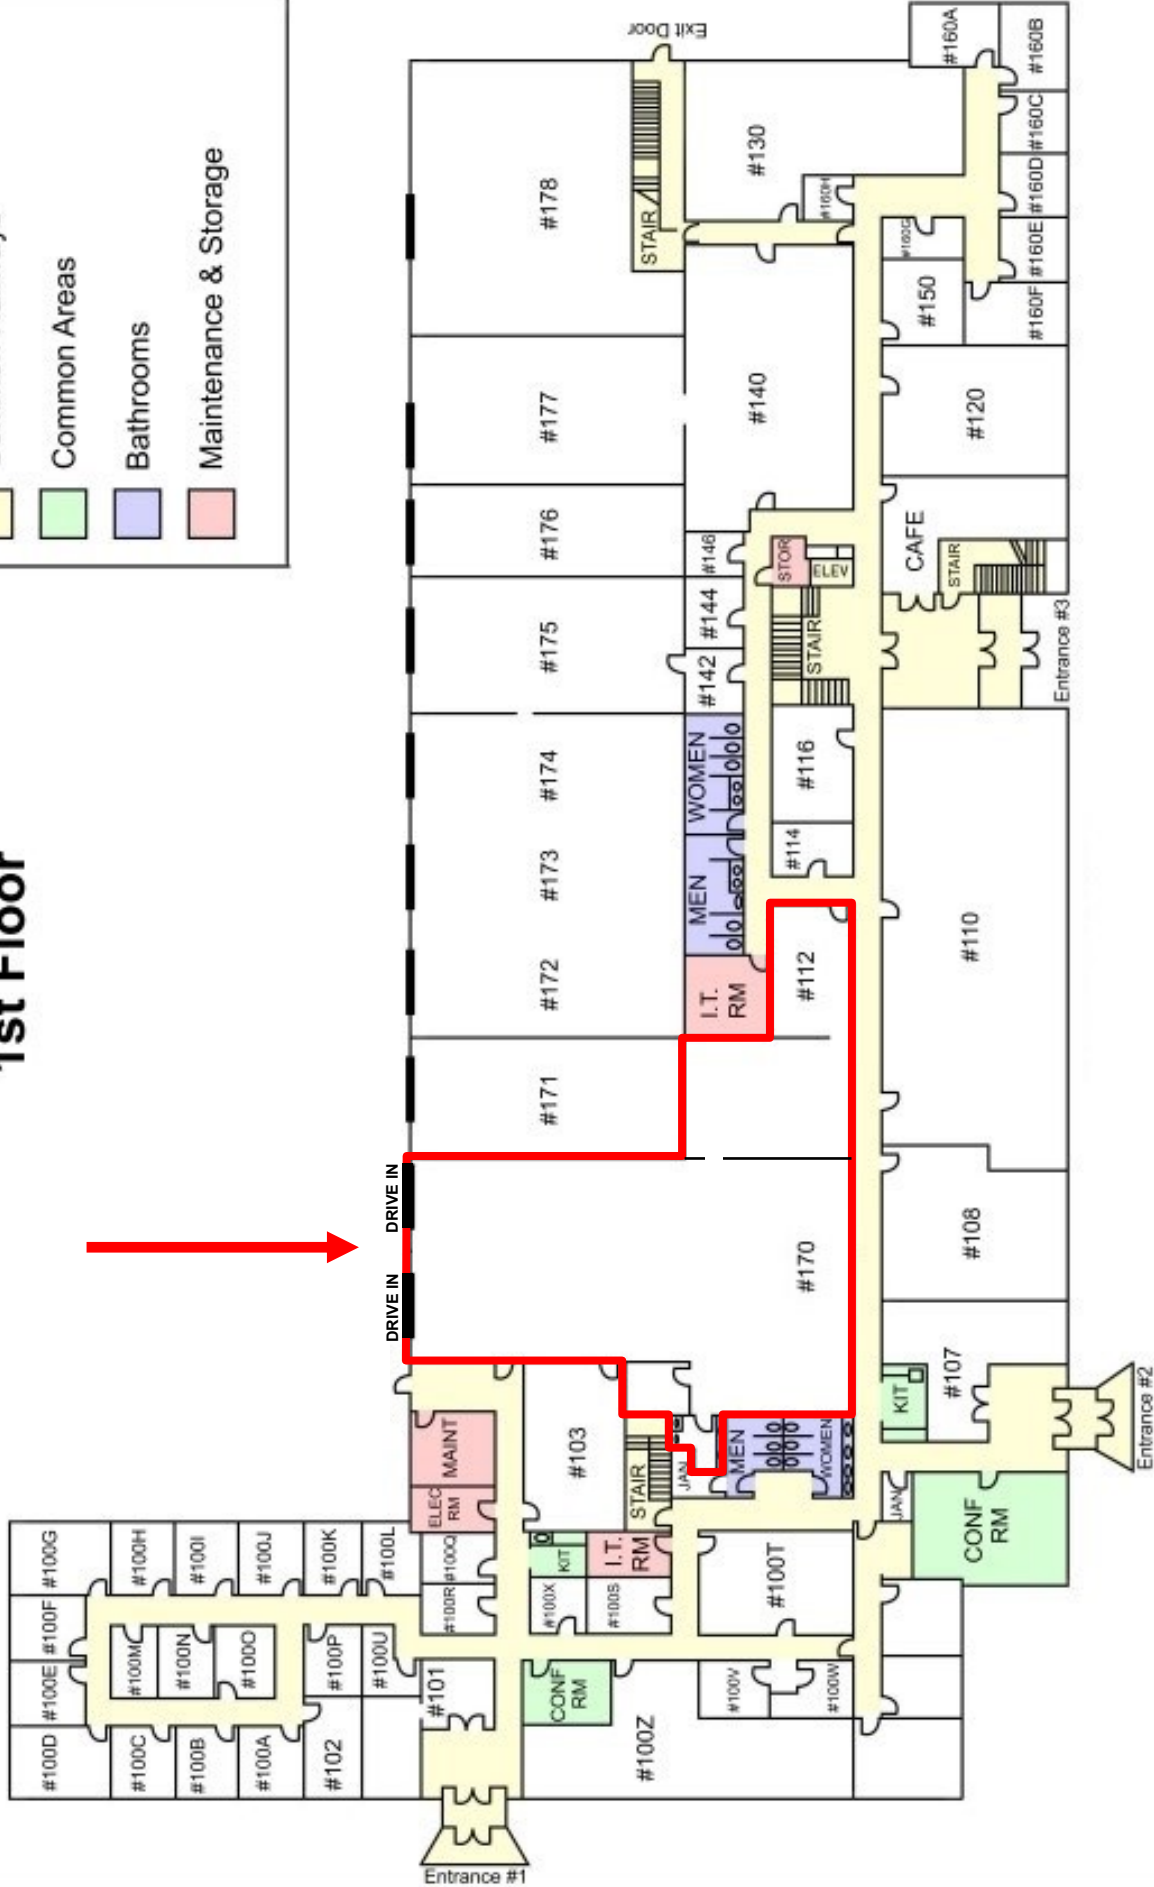 1st Floor
Common Areas
Bathrooms
Maintenance & Storage
Exit Door
#160A
#160B
#178
STAIR
#130
#160H
#160C
#160D
#160G
#160E
#150
#160F
#177
#140
#120
#176
#146
STOR
ELEV
CAFE
STAIR
#175
#144
#142
STAIR
Entrance #3
#174
WOMEN
#116
#173
MEN
#114
#172
I.T.
RM
#112
#110
#171
DRIVE IN
DRIVE IN
#170
#108
#107
KIT
Entrance #2
MAINT
#103
STAIR
JAN
MEN
WOMEN
ELEC
RM
JAN
CONF
RM
#100G
#100H
#100I
#100J
#100K
#100L
#100Q
KIT
I.T.
RM
#100T
#100F
#100R
#100X
#100S
#100E
#100M
#100N
#100O
#100P
#100U
#101
CONF
RM
#100V
#100W
#100D
#100C
#100B
#100A
#102
#100Z
Entrance #1